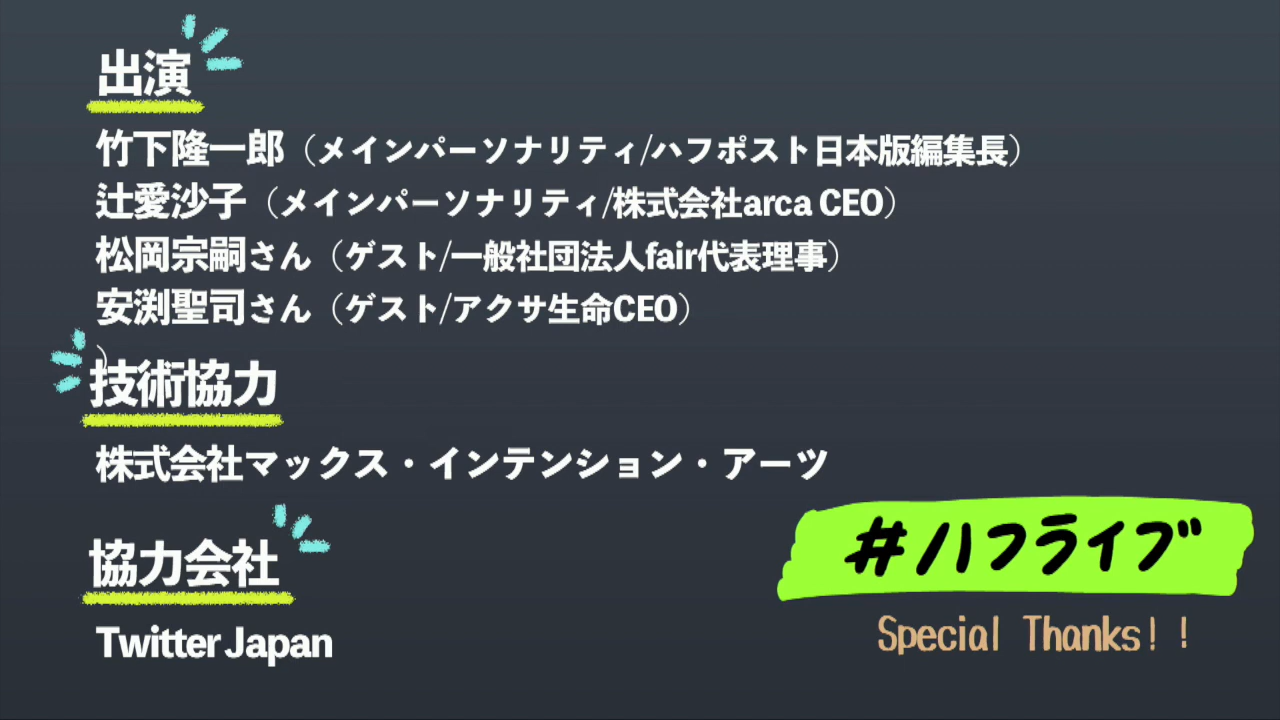 出演
竹下隆一郎（メインパーソナリティ/ハフポスト日本版編集長）
辻愛沙子（メインパーソナリティ/株式会社arca CEO）
松岡宗嗣さん（ゲスト/一般社団法人fair代表理事）
安渕聖司さん（ゲスト/アクサ生命CEO）
）
技術協力
株式会社マックス・インテンション・アーツ
協力会社
Twitter Japan
#ハフライブ
Special Thanks!!